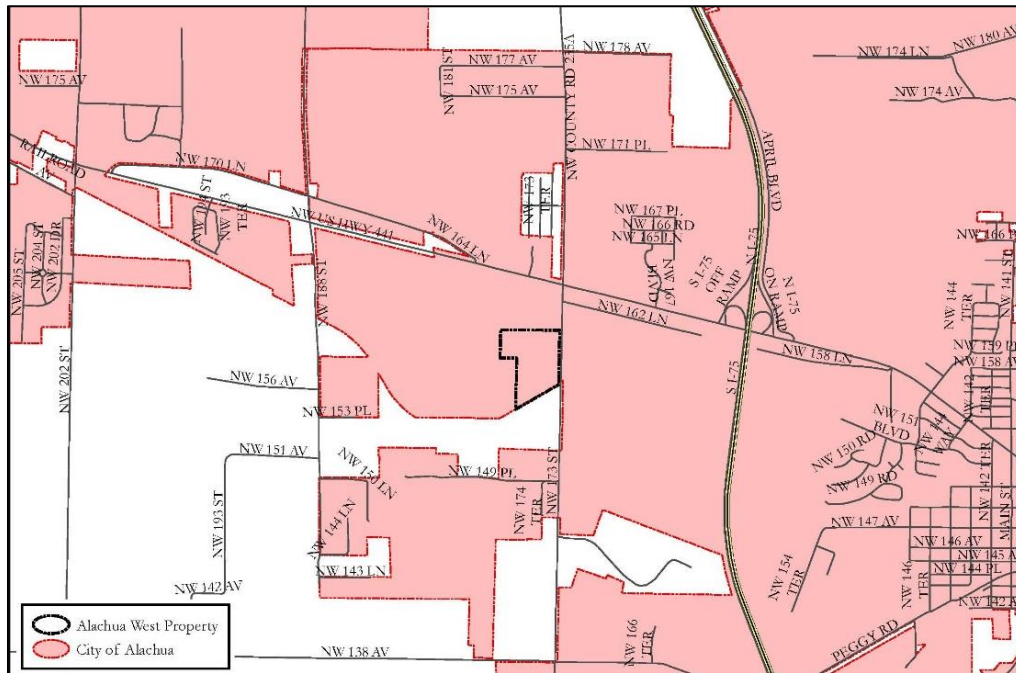 NW 174 LN
NW 180 AV
NW 178 AV
NW 177 AV
NW 175 AV
NW 181 ST
NW 175 AV
NW 174 AV
NW COUNTY RD 235A
NW 171 PL
APRIL BLVD
RAILROAD
AV
NW 170 LN
NW 173
TER
NW 167 PL
NW 166 RD
NW 165 LN
NW 167
BLVD
NW US HWY 441
NW 164 LN
N I-75
S I-75
OFF
RAMP
N I-75
ON RAMP
NW 141 ST
NW 144
TER
NW 204 ST
NW 202 DR
NW 205 ST
NW 188 ST
NW 162 LN
NW 158 LN
NW 159 PL
NW 158 AV
NW 142
TER
NW 202 ST
NW 156 AV
S I-75
NW 153 PL
NW 151
BLVD
NW 144
WAY
NW 150 RD
NW 149 RD
NW 151 AV
NW 150 LN
NW 149 PL
NW 173 ST
NW 174
TER
NW 142 TER
MAIN ST
NW 193 ST
NW 144 LN
NW 147 AV
NW 146 AV
NW 144 PL
NW 143 LN
NW 142 AV
NW 154
TER
NW 146
TER
NW 166
TER
PEGGY RD
NW 138 AV
Alachua West Property
City of Alachua